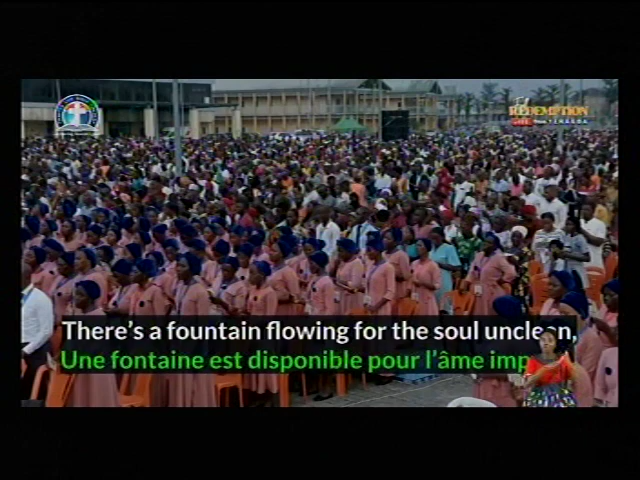 REDEMPTION
There's a fountain flowing for the soul unclean,
Une fontaine est disponible pour l'âme imp